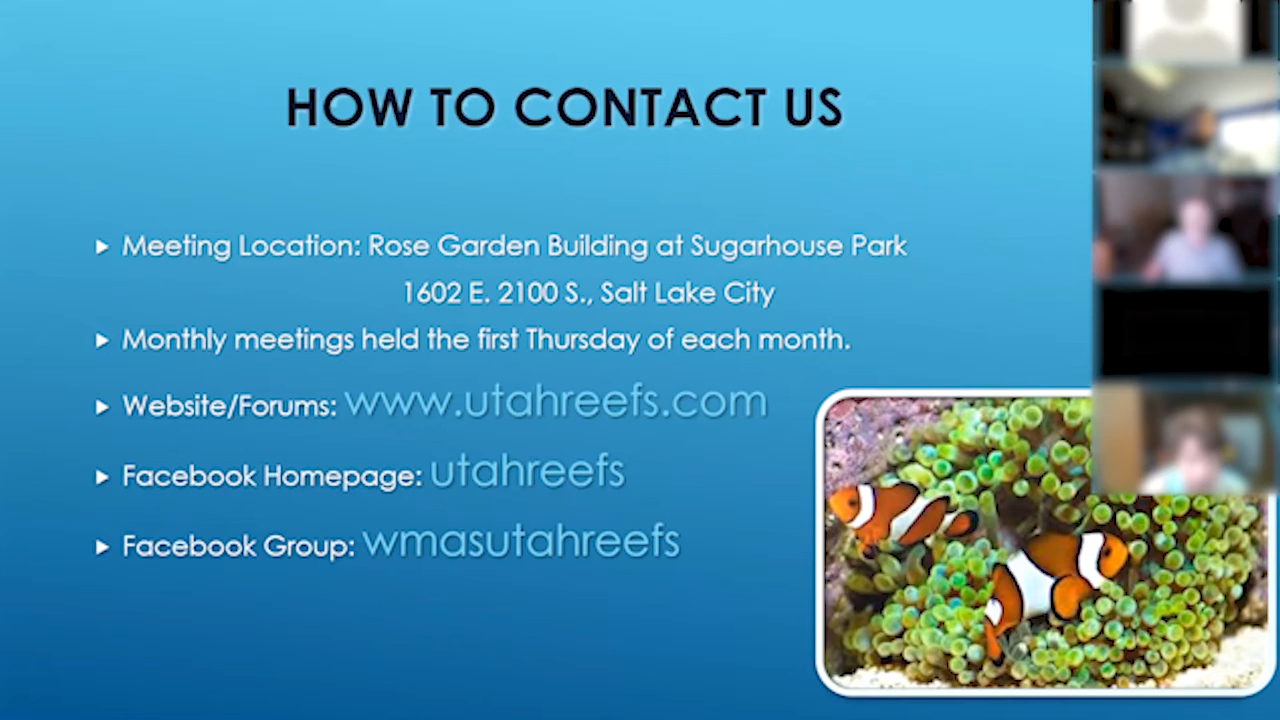 HOW TO CONTACT US
Meeting Location: Rose Garden Building at Sugarhouse Park
1602 E. 2100 S., Salt Lake City
Monthly meetings held the first Thursday of each month.
Website/Forums: www.utahreefs.com
Facebook Homepage: utahreefs
Facebook Group: wmasutahreefs